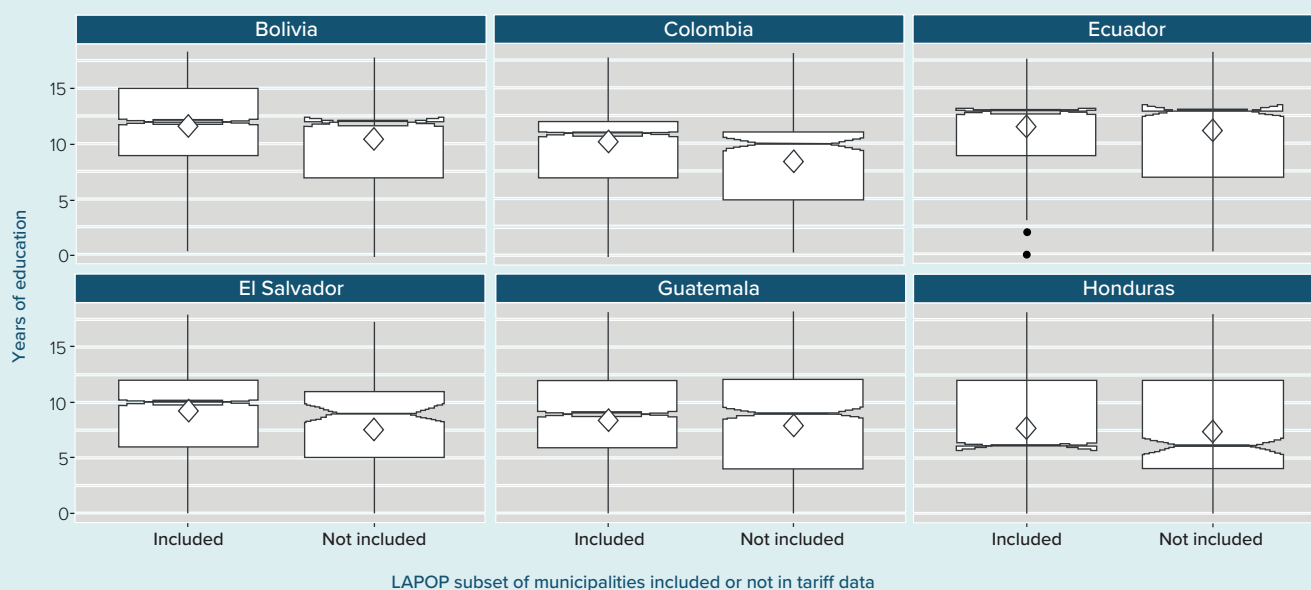 Bolivia
Colombia
Ecuador
Years of education
15
10
5
0
El Salvador
Guatemala
Honduras
15
10
5
0
Included
Not included
Included
Not included
Included
Not included
LAPOP subset of municipalities included or not in tariff data